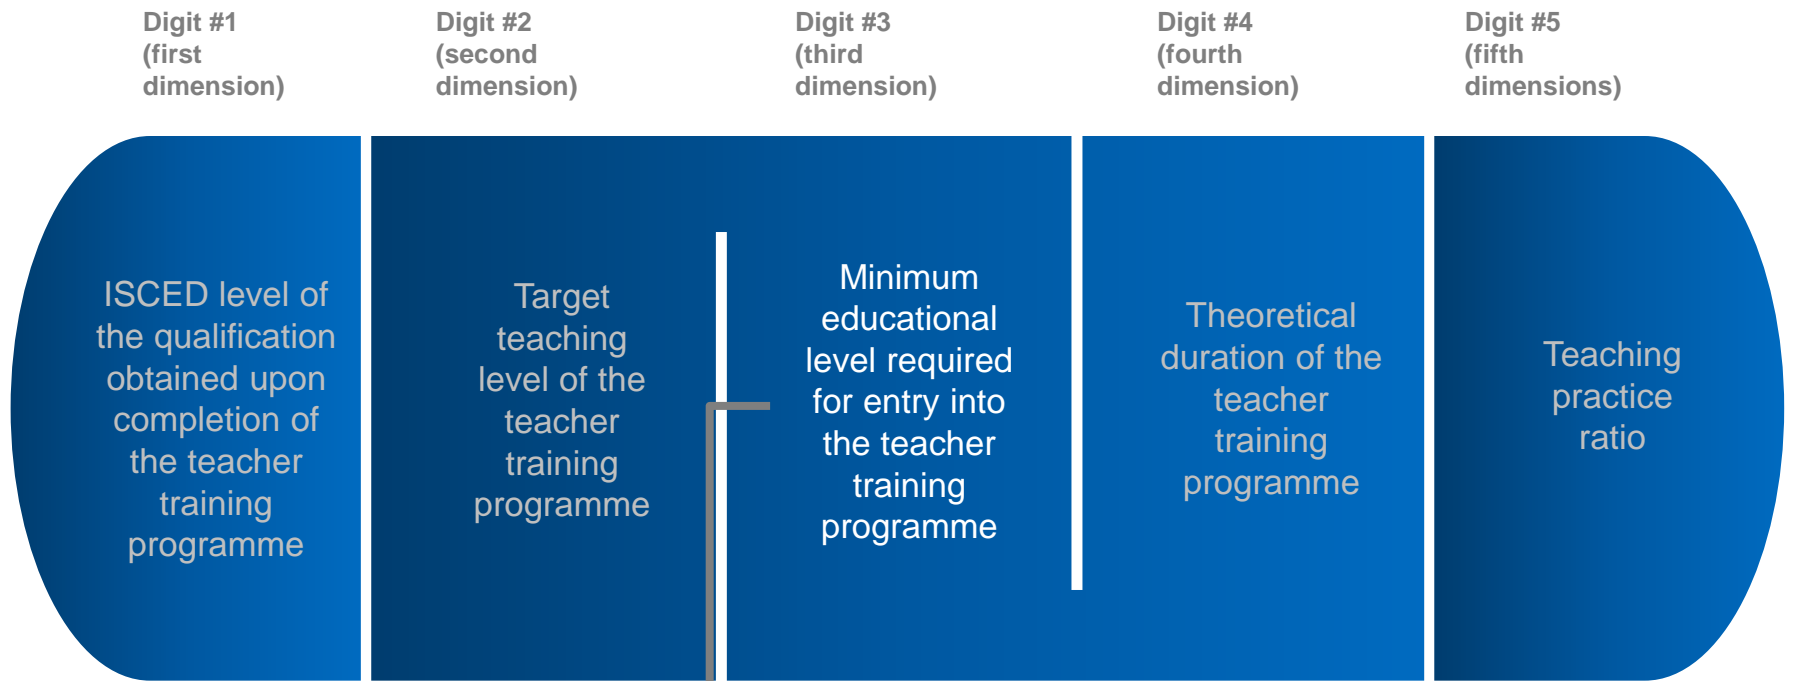 Digit #1
(first
dimension)
Digit #2
(second
dimension)
Digit #3
(third
dimension)
Digit #4
(fourth
dimension)
Digit #5
(fifth
dimensions)
ISCED level of
the qualification
obtained upon
completion of
the teacher
training
programme
Target
teaching
level of the
teacher
training
programme
Minimum
educational
level required
for entry into
the teacher
training
programme
Theoretical
duration of the
teacher
training
programme
Teaching
practice
ratio